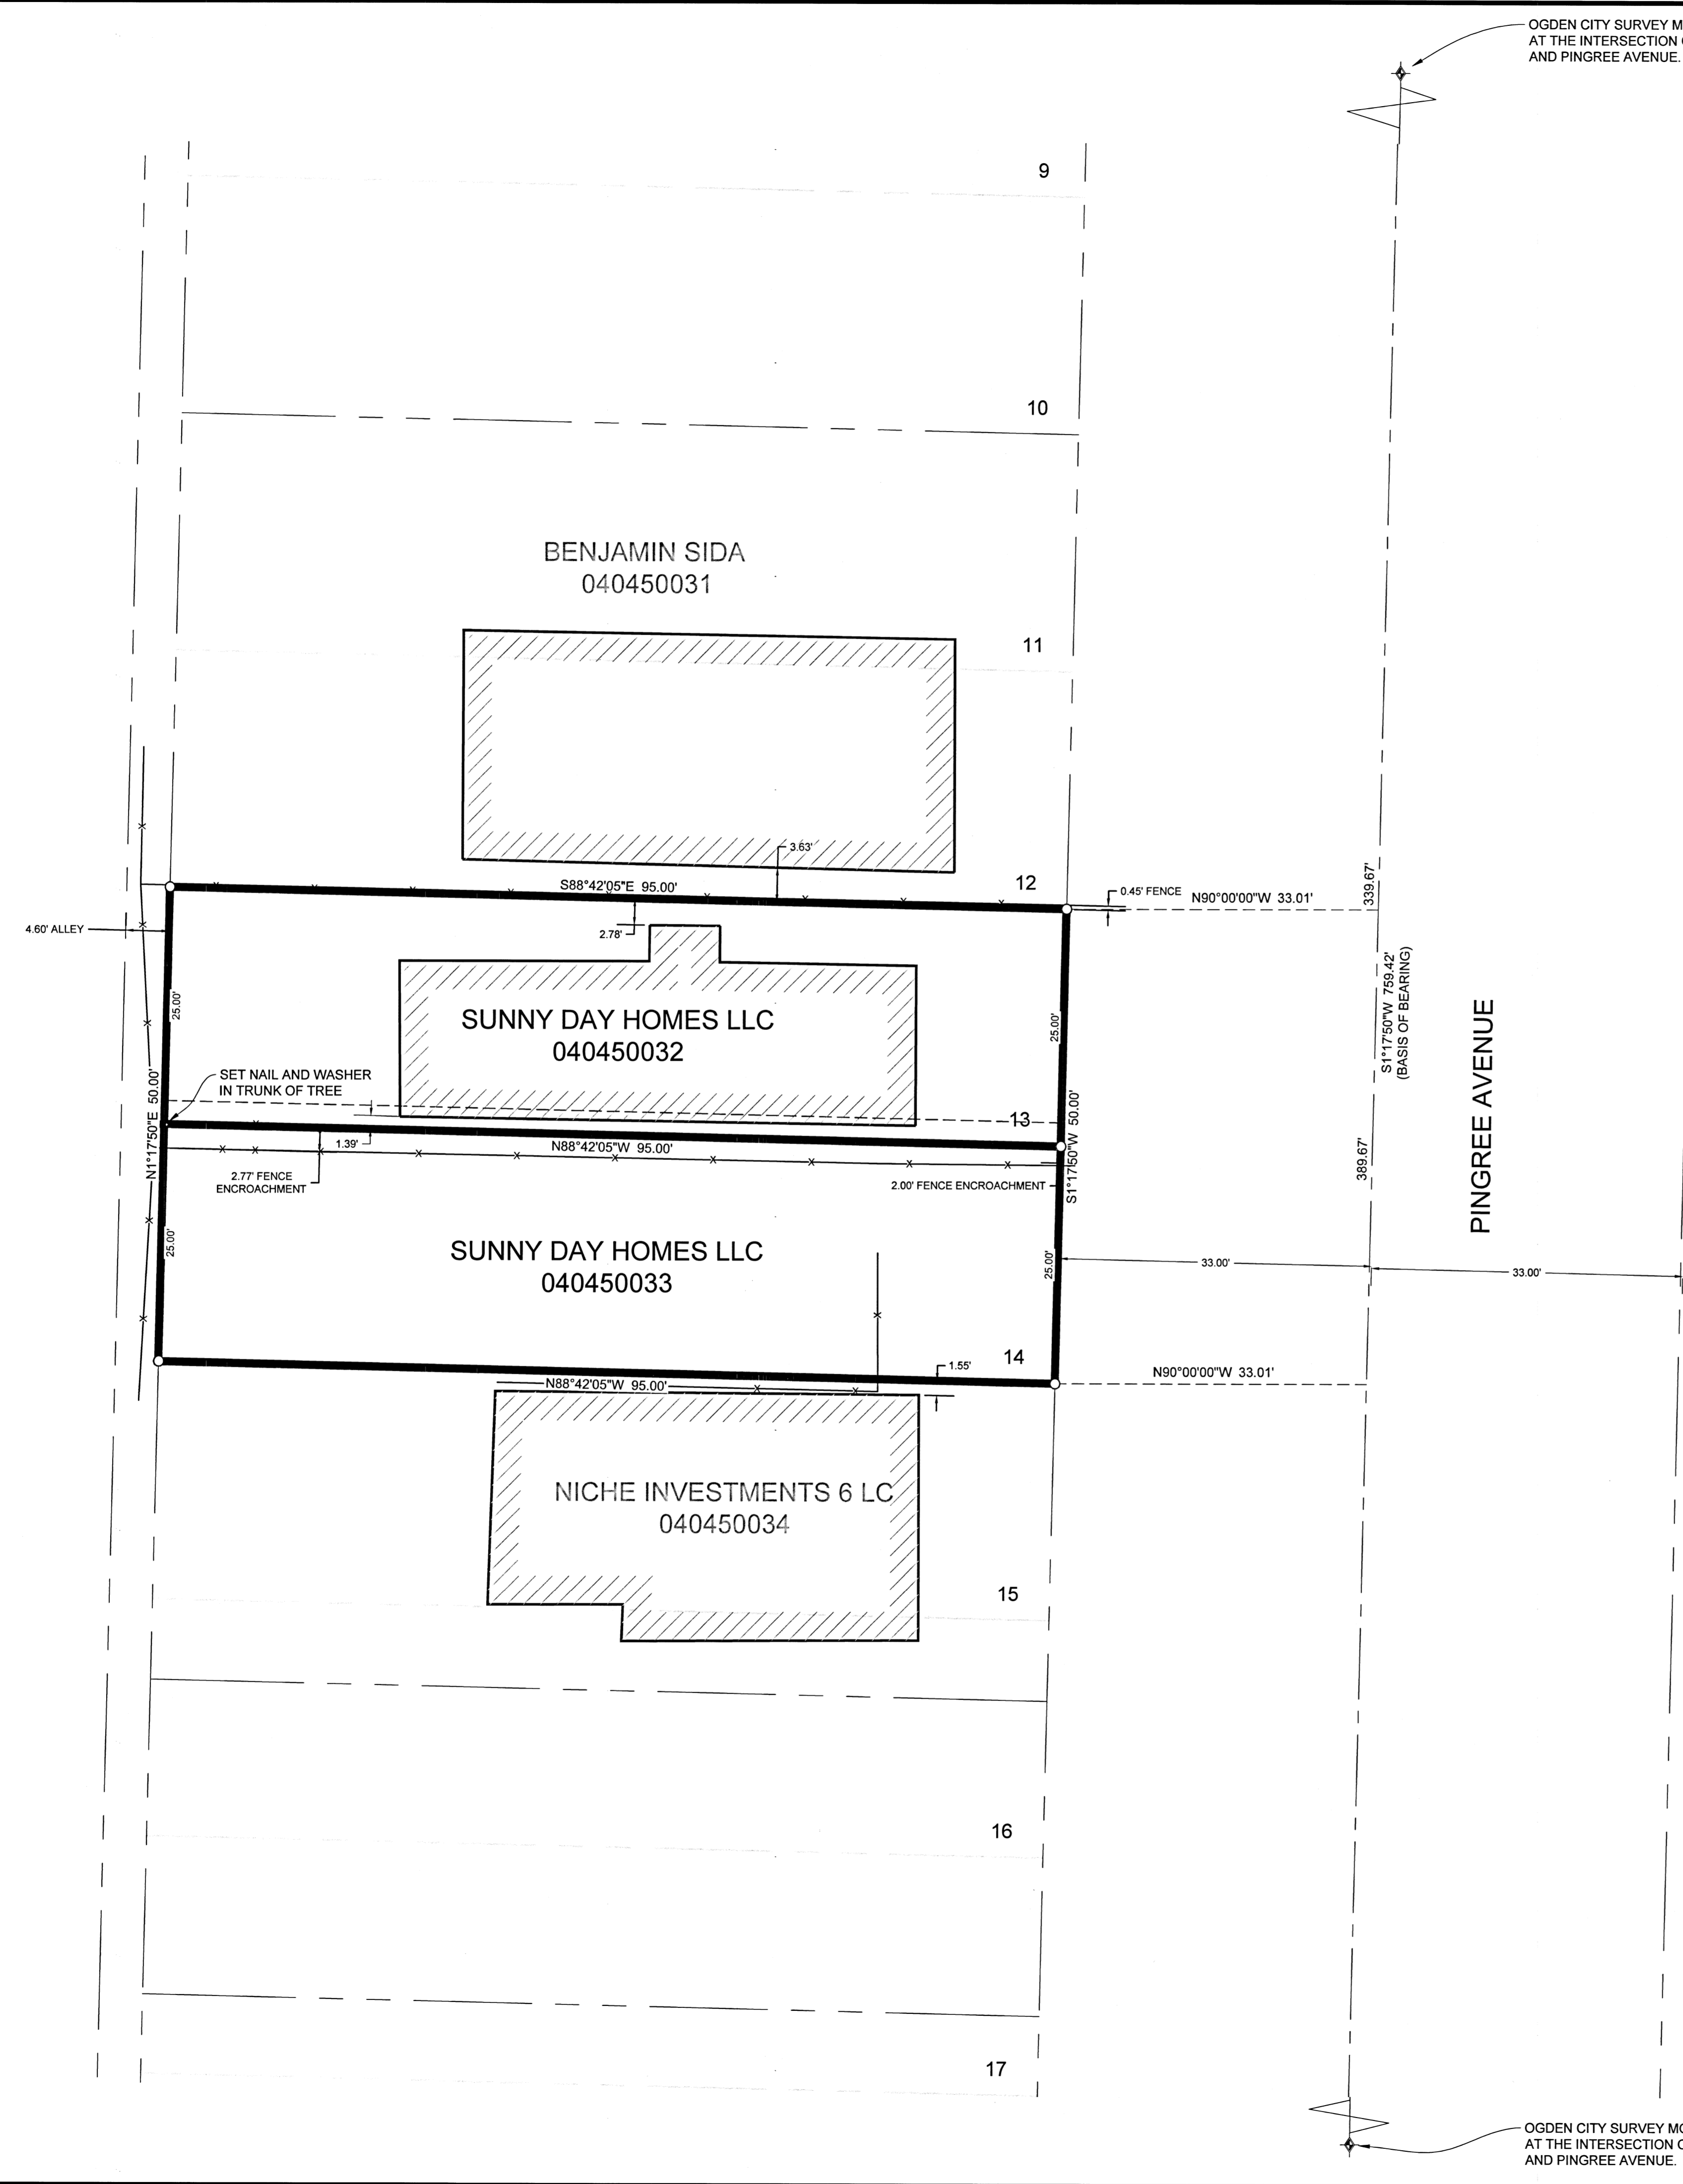 OGDEN CITY SURVEY M
AT THE INTERSECTION
AND PINGREE AVENUE.
9
10
BENJAMIN SIDA
040450031
11
3.63'
12
S88°42'05"E 95.00'
0.45' FENCE
N90°00'00"W 33.01'
339.67'
4.60' ALLEY
2.78'
25.00'
SUNNY DAY HOMES LLC
040450032
25.00'
S1°17'50"W 759.42'
(BASIS OF BEARING)
PINGREE AVENUE
SET NAIL AND WASHER
IN TRUNK OF TREE
N1°17'50"E 50.00'
13
S1°17'50"W 50.00'
1.39'
N88°42'05"W 95.00'
2.77' FENCE
ENCROACHMENT
2.00' FENCE ENCROACHMENT
389.67'
25.00'
SUNNY DAY HOMES LLC
040450033
25.00'
33.00'
33.00'
14
1.55'
N88°42'05"W 95.00'
N90°00'00"W 33.01'
NICHE INVESTMENTS 6 LC
040450034
15
16
17
OGDEN CITY SURVEY M
AT THE INTERSECTION
AND PINGREE AVENUE.